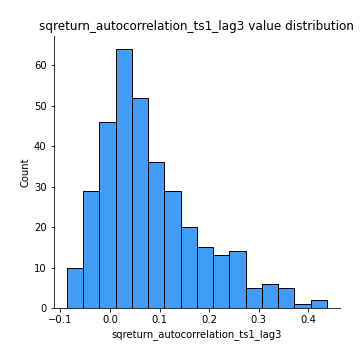 sqreturn_autocorrelation_ts1_lag3 value distribution
60
50
40
30
20
10
0
Count
−0.1 0.0 0.1 0.2 0.3 0.4
sqreturn_autocorrelation_ts1_lag3